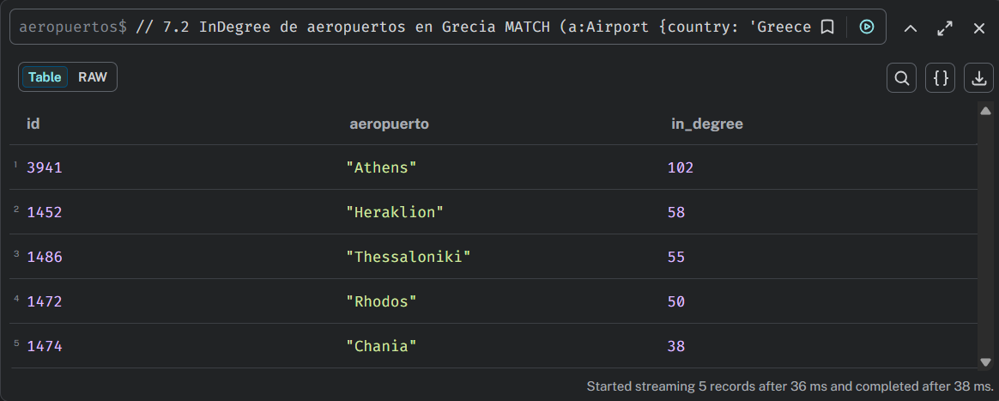 aeropuertos$ // 7.2 InDegree de aeropuertos en Grecia MATCH (a:Airport {country: 'Greece
Table RAW
id aeropuerto in_degree
1 3941 "Athens" 102
2 1452 "Heraklion" 58
3 1486 "Thessaloniki" 55
4 1472 "Rhodos" 50
5 1474 "Chania" 38
Started streaming 5 records after 36 ms and completed after 38 ms.